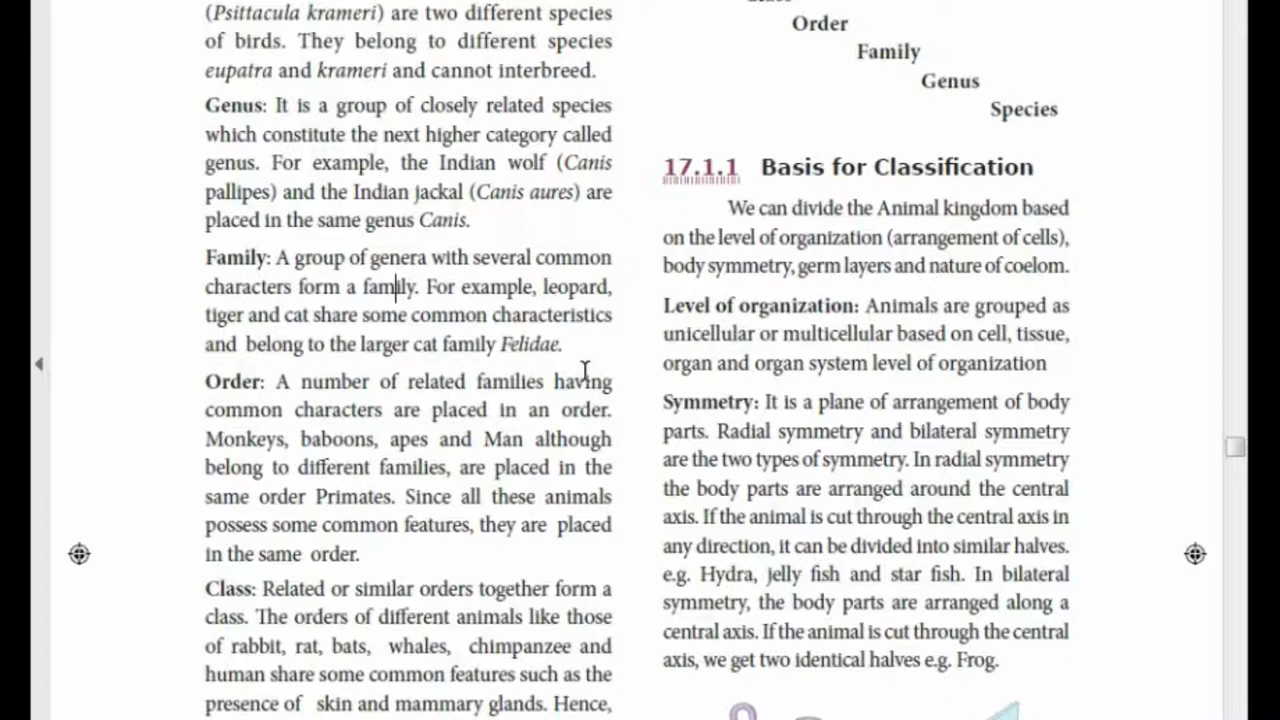 (Psittacula krameri) are two different species
of birds. They belong to different species
eupatra and krameri and cannot interbreed.
Genus: It is a group of closely related species
which constitute the next higher category called
genus. For example, the Indian wolf (Canis
pallipes) and the Indian jackal (Canis aures) are
placed in the same genus Canis.
Family: A group of genera with several common
characters form a family. For example, leopard,
tiger and cat share some common characteristics
and belong to the larger cat family Felidae.
Order: A number of related families having
common characters are placed in an order.
Monkeys, baboons, apes and Man although
belong to different families, are placed in the
same order Primates. Since all these animals
possess some common features, they are placed
in the same order.
Class: Related or similar orders together form a
class. The orders of different animals like those
of rabbit, rat, bats, whales, chimpanzee and
human share some common features such as the
presence of skin and mammary glands. Hence,
Order
Family
Genus
Species
17.1.1 Basis for Classification
We can divide the Animal kingdom based
on the level of organization (arrangement of cells),
body symmetry, germ layers and nature of coelom.
Level of organization: Animals are grouped as
unicellular or multicellular based on cell, tissue,
organ and organ system level of organization
Symmetry: It is a plane of arrangement of body
parts. Radial symmetry and bilateral symmetry
are the two types of symmetry. In radial symmetry
the body parts are arranged around the central
axis. If the animal is cut through the central axis in
any direction, it can be divided into similar halves.
e.g. Hydra, jelly fish and star fish. In bilateral
symmetry, the body parts are arranged along a
central axis. If the animal is cut through the central
axis, we get two identical halves e.g. Frog.